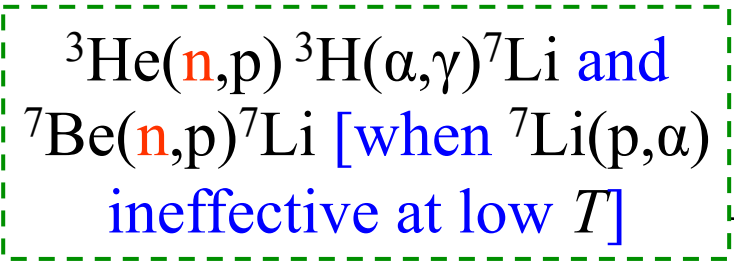 ³He(n,p) ³H(α,γ)⁷Li and
⁷Be(n,p)⁷Li [when ⁷Li(p,α)
ineffective at low T]